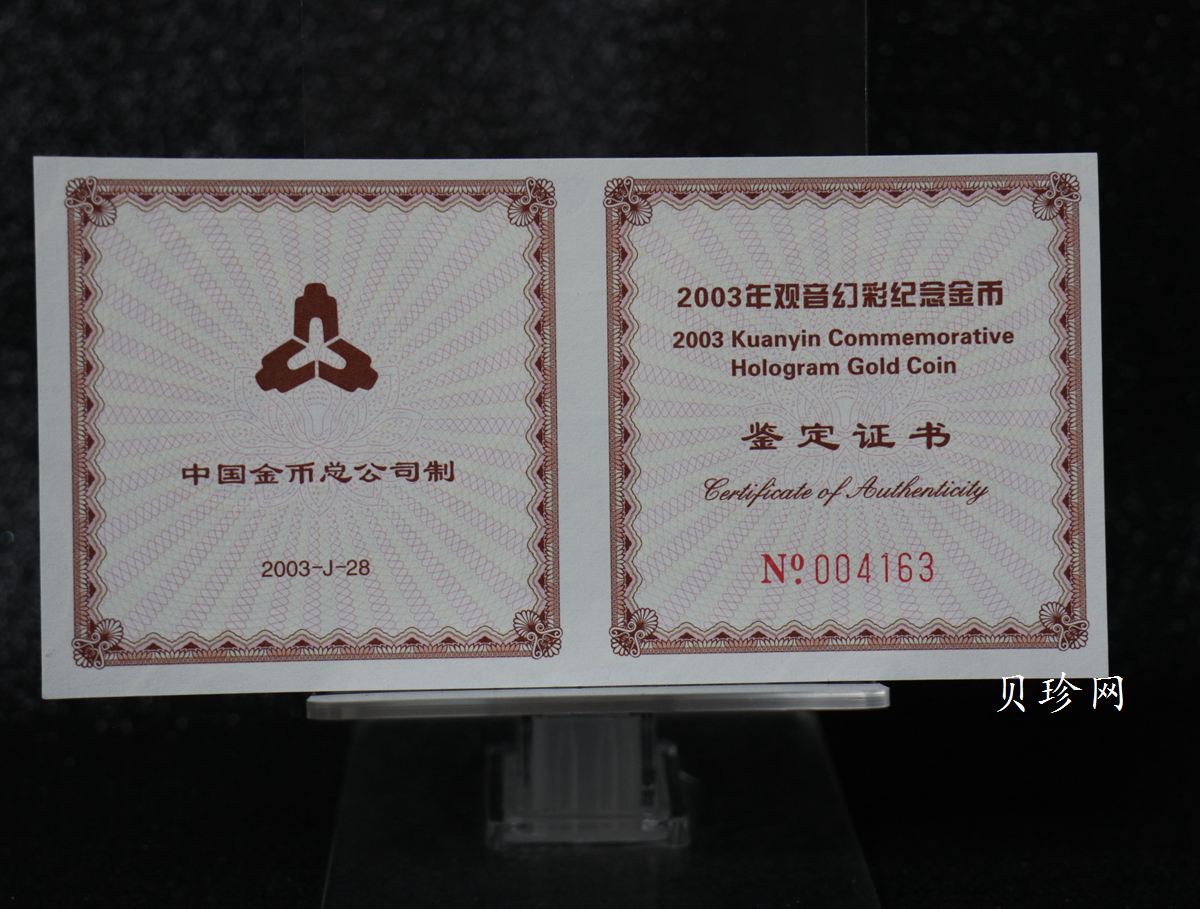 中国金币总公司制
2003-J-28
2003年观音幻彩纪念金币
2003 Kuanyin Commemorative
Hologram Gold Coin
鉴定证书
Certificate of Authenticity
Nº 004163
贝珍网